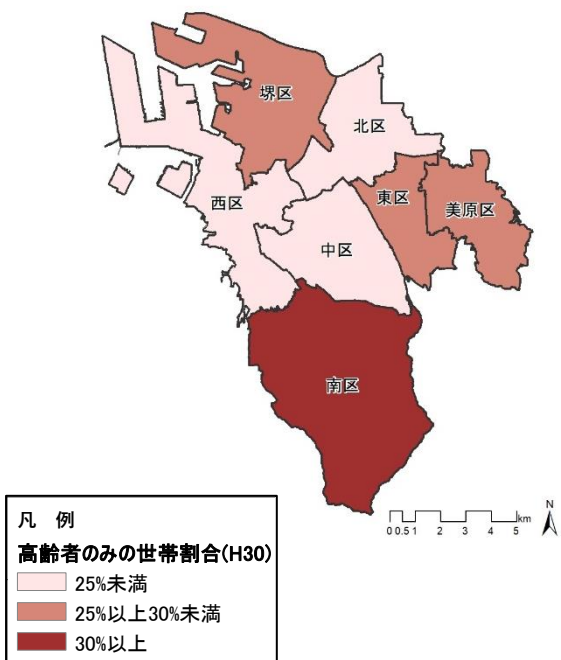 堺区
北区
西区
東区
美原区
中区
南区
N
km
0 0.5 1 2 3 4 5
凡 例
高齢者のみの世帯割合(H30)
25%未満
25%以上30%未満
30%以上